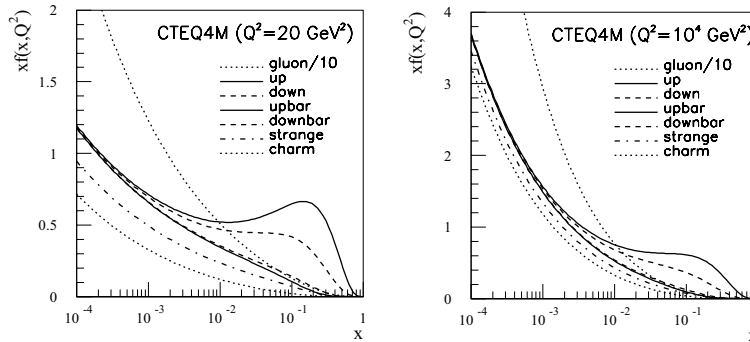 xf(x,Q²)
CTEQ4M (Q²=20 GeV²)
gluon/10
up
down
upbar
downbar
strange
charm
2
1.5
1
0.5
0
10⁻⁴ 10⁻³ 10⁻² 10⁻¹ 1
x
xf(x,Q²)
CTEQ4M (Q²=10⁴ GeV²)
gluon/10
up
down
upbar
downbar
strange
charm
4
3
2
1
0
10⁻⁴ 10⁻³ 10⁻² 10⁻¹